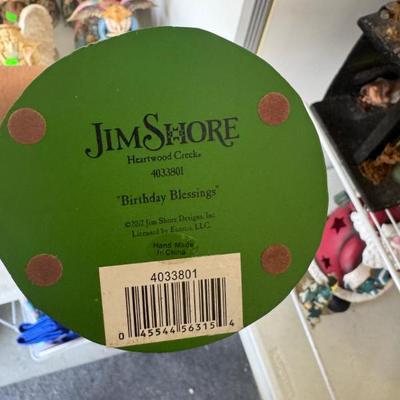 JIM SHORE
Heartwood Creek®
4033801
"Birthday Blessings"
©2012 Jim Shore Designs, Inc.
Licensed by Enesco, LLC.
Hand Made
In China
4033801
0 45544 56315 4